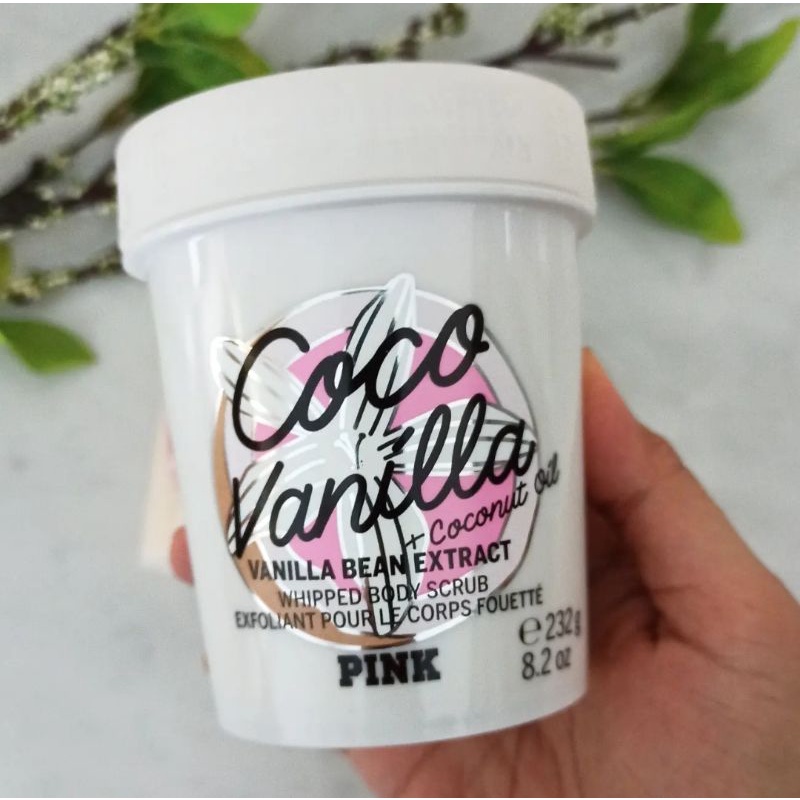 Coco
Vanilla
+ Coconut oil
VANILLA BEAN EXTRACT
WHIPPED BODY SCRUB
EXFOLIANT POUR LE CORPS FOUETTÉ
PINK
℮ 232 g
8.2 oz